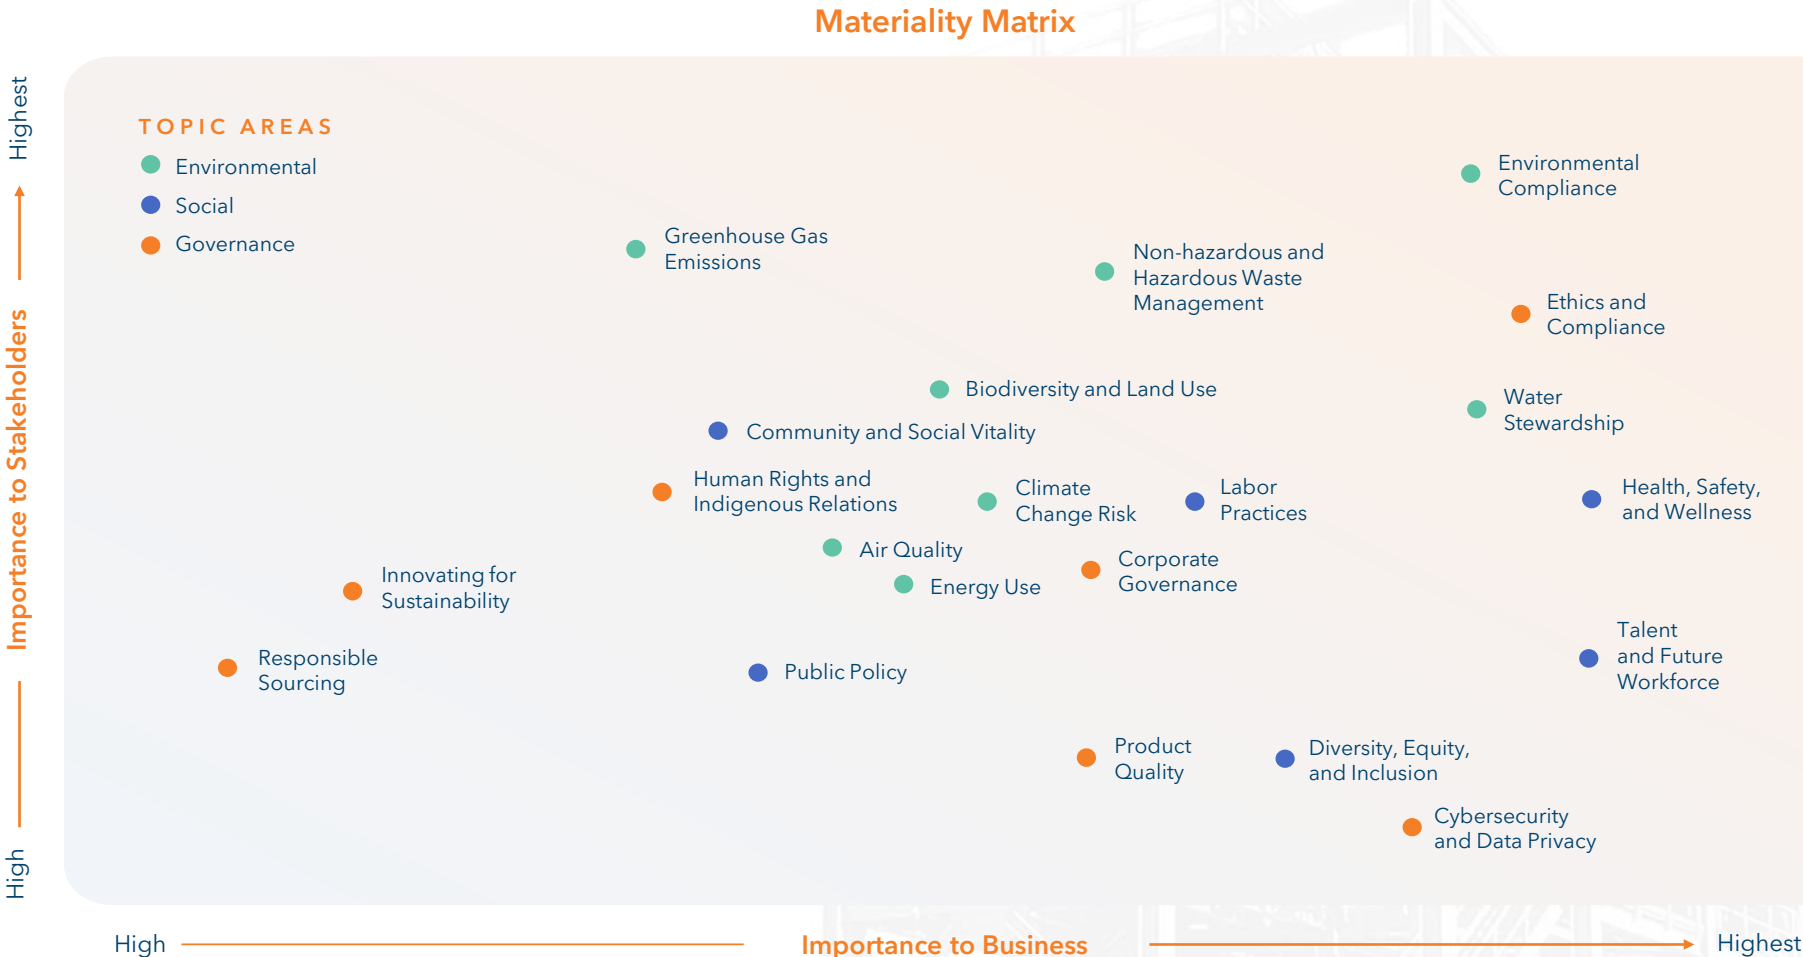 Materiality Matrix
Highest
Importance to Stakeholders
High
TOPIC AREAS
Environmental
Social
Governance
Environmental
Compliance
Greenhouse Gas
Emissions
Non-hazardous and
Hazardous Waste
Management
Ethics and
Compliance
Biodiversity and Land Use
Water
Stewardship
Community and Social Vitality
Human Rights and
Indigenous Relations
Climate
Change Risk
Labor
Practices
Health, Safety,
and Wellness
Air Quality
Corporate
Governance
Innovating for
Sustainability
Energy Use
Talent
and Future
Workforce
Responsible
Sourcing
Public Policy
Product
Quality
Diversity, Equity,
and Inclusion
Cybersecurity
and Data Privacy
High
Importance to Business
Highest